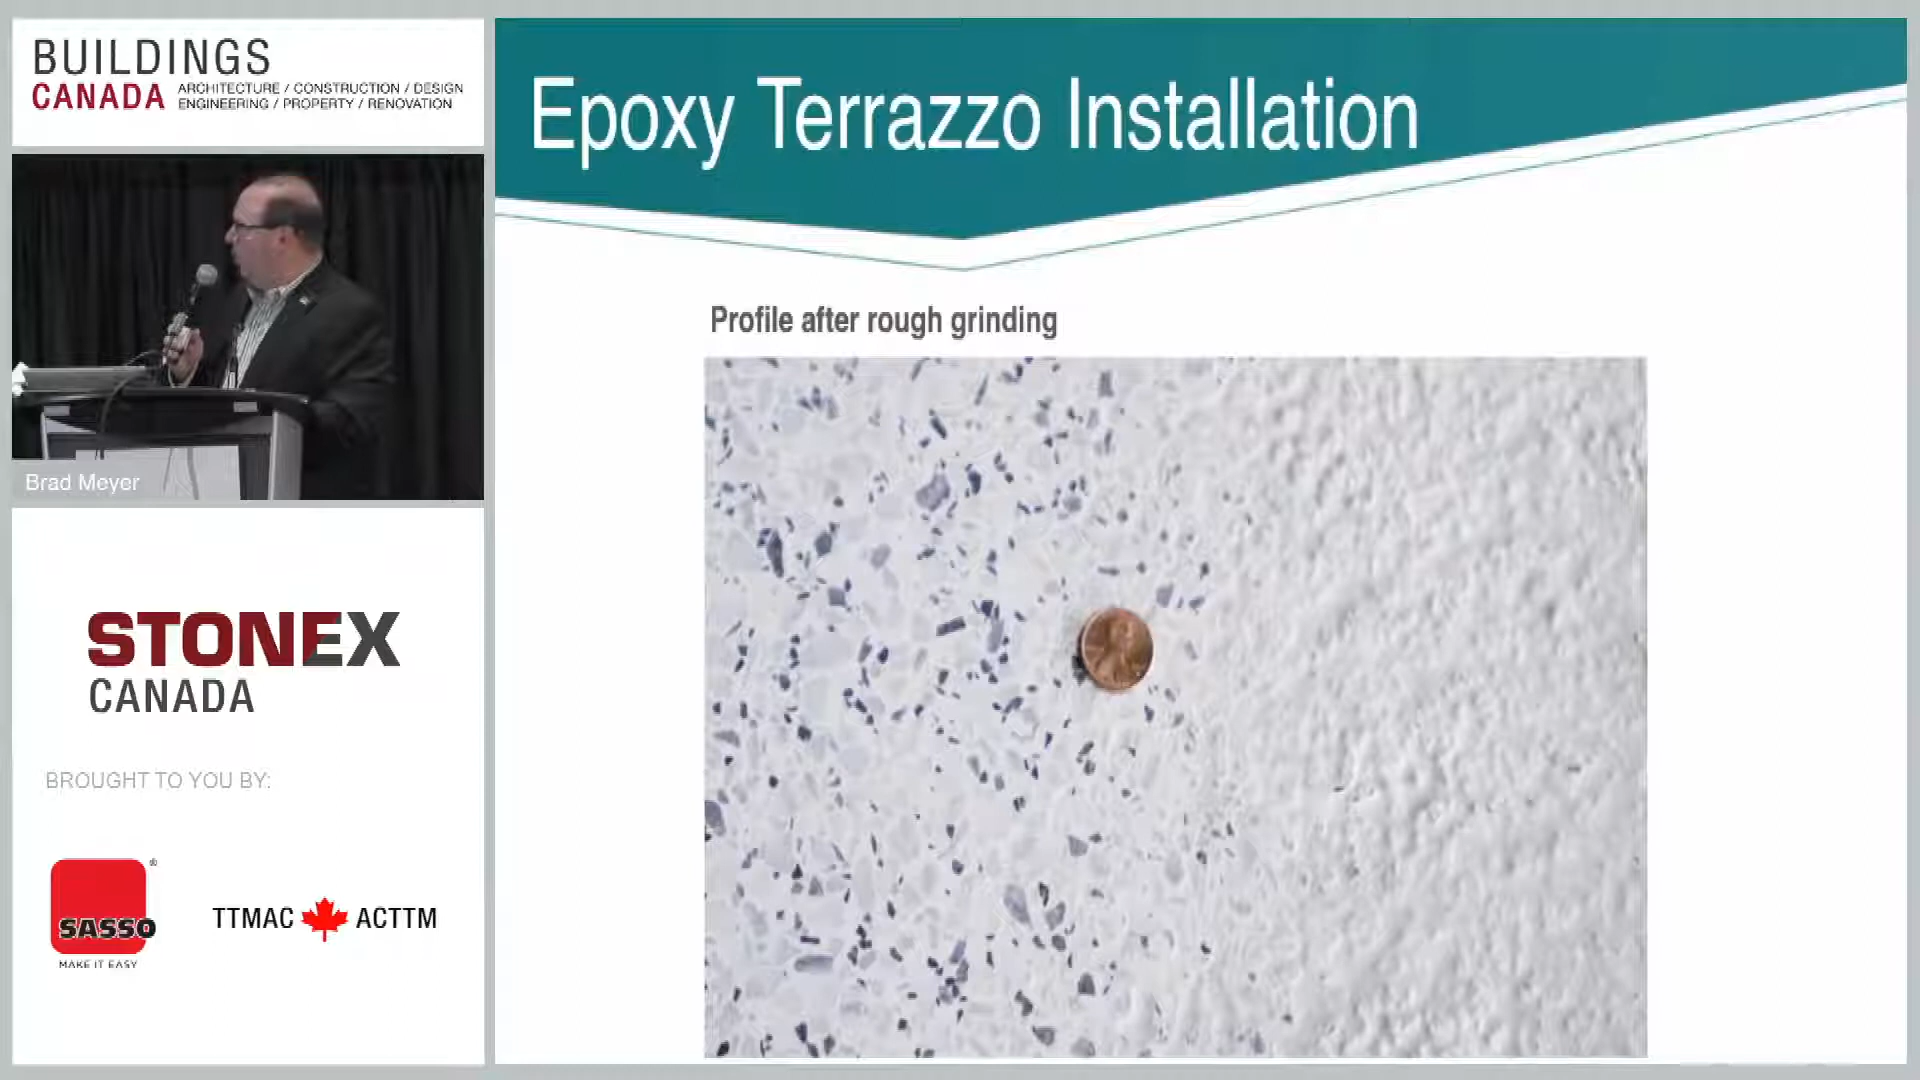 BUILDINGS
CANADA
ARCHITECTURE / CONSTRUCTION / DESIGN
ENGINEERING / PROPERTY / RENOVATION
Brad Meyer
STONEX
CANADA
BROUGHT TO YOU BY:
SASSO
®
MAKE IT EASY
TTMAC ACTTM
Epoxy Terrazzo Installation
Profile after rough grinding